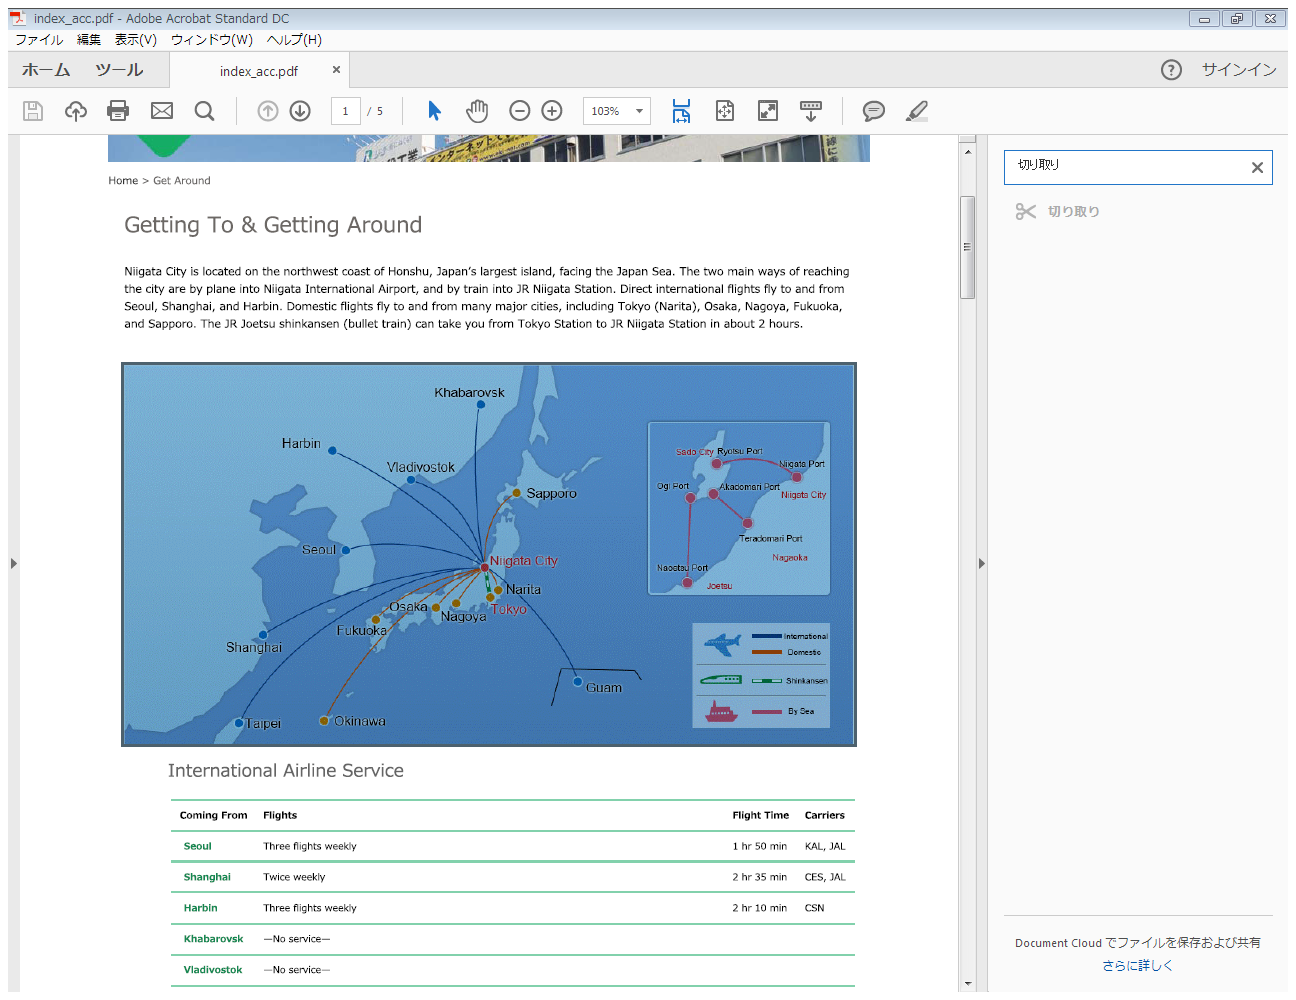 index_acc.pdf - Adobe Acrobat Standard DC
ファイル 編集 表示(V) ウィンドウ(W) ヘルプ(H)
ホーム ツール index_acc.pdf × ? サインイン
1 / 5 103%
インターネットで
Home > Get Around
Getting To & Getting Around
Niigata City is located on the northwest coast of Honshu, Japan's largest island, facing the Japan Sea. The two main ways of reaching
the city are by plane into Niigata International Airport, and by train into JR Niigata Station. Direct international flights fly to and from
Seoul, Shanghai, and Harbin. Domestic flights fly to and from many major cities, including Tokyo (Narita), Osaka, Nagoya, Fukuoka,
and Sapporo. The JR Joetsu shinkansen (bullet train) can take you from Tokyo Station to JR Niigata Station in about 2 hours.
Khabarovsk
Harbin
Vladivostok
Sapporo
Seoul
Niigata City
Narita
Osaka
Tokyo
Nagoya
Fukuoka
Shanghai
Guam
Taipei
Okinawa
Sado City Ryotsu Port
Niigata Port
Ogi Port
Akadomari Port
Niigata City
Teradomari Port
Nagaoka
Naoetsu Port
Joetsu
International
Domestic
Shinkansen
By Sea
International Airline Service
Coming From Flights Flight Time Carriers
Seoul Three flights weekly 1 hr 50 min KAL, JAL
Shanghai Twice weekly 2 hr 35 min CES, JAL
Harbin Three flights weekly 2 hr 10 min CSN
Khabarovsk —No service—
Vladivostok —No service—
切り取り
切り取り
Document Cloud でファイルを保存および共有
さらに詳しく